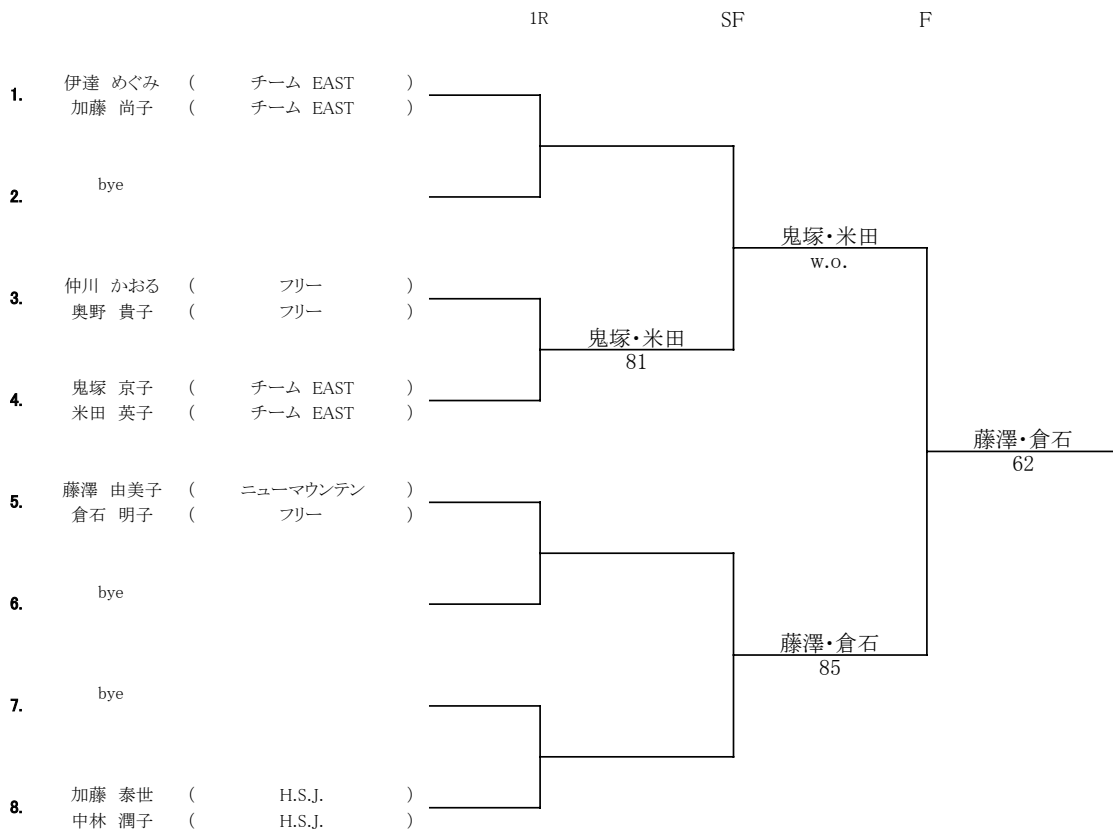 1R SF F
1. 伊達 めぐみ ( チーム EAST )
加藤 尚子 ( チーム EAST )
2. bye
鬼塚・米田
w.o.
3. 仲川 かおる ( フリー )
奥野 貴子 ( フリー )
鬼塚・米田
81
4. 鬼塚 京子 ( チーム EAST )
米田 英子 ( チーム EAST )
藤澤・倉石
62
5. 藤澤 由美子 ( ニューマウンテン )
倉石 明子 ( フリー )
6. bye
藤澤・倉石
85
7. bye
8. 加藤 泰世 ( H.S.J. )
中林 潤子 ( H.S.J. )